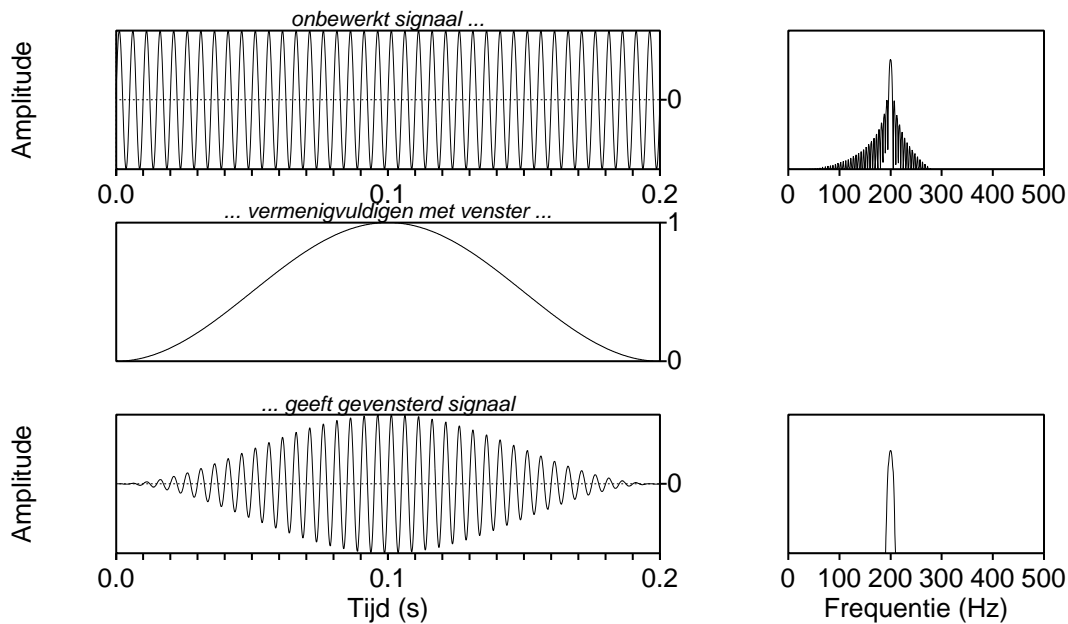 onbewerkt signaal ...
Amplitude
0
0.0 0.1 0.2
0 100 200 300 400 500
... vermenigvuldigen met venster ...
1
0
... geeft gevensterd signaal
Amplitude
0
0.0 0.1 0.2
Tijd (s)
0 100 200 300 400 500
Frequentie (Hz)